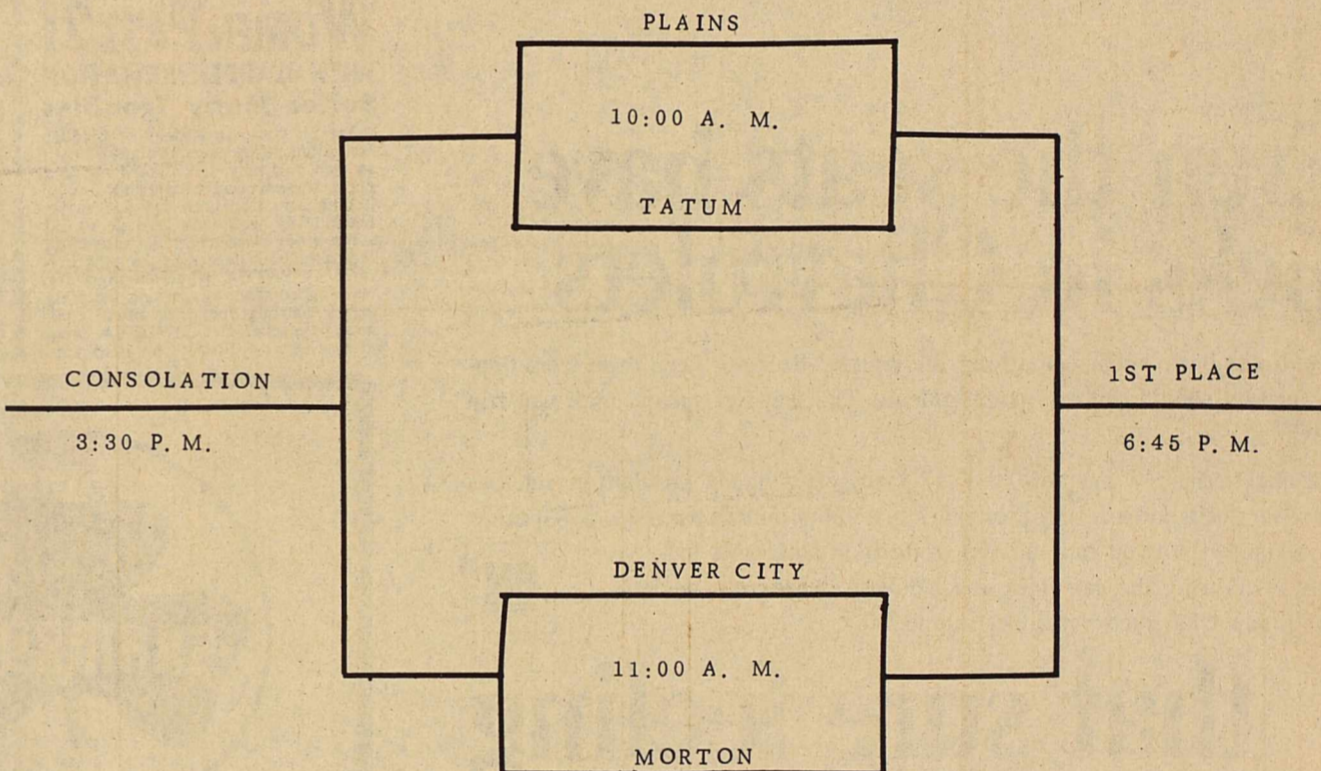 PLAINS
10:00 A. M.
TATUM
CONSOLATION
3:30 P. M.
1ST PLACE
6:45 P. M.
DENVER CITY
11:00 A. M.
MORTON